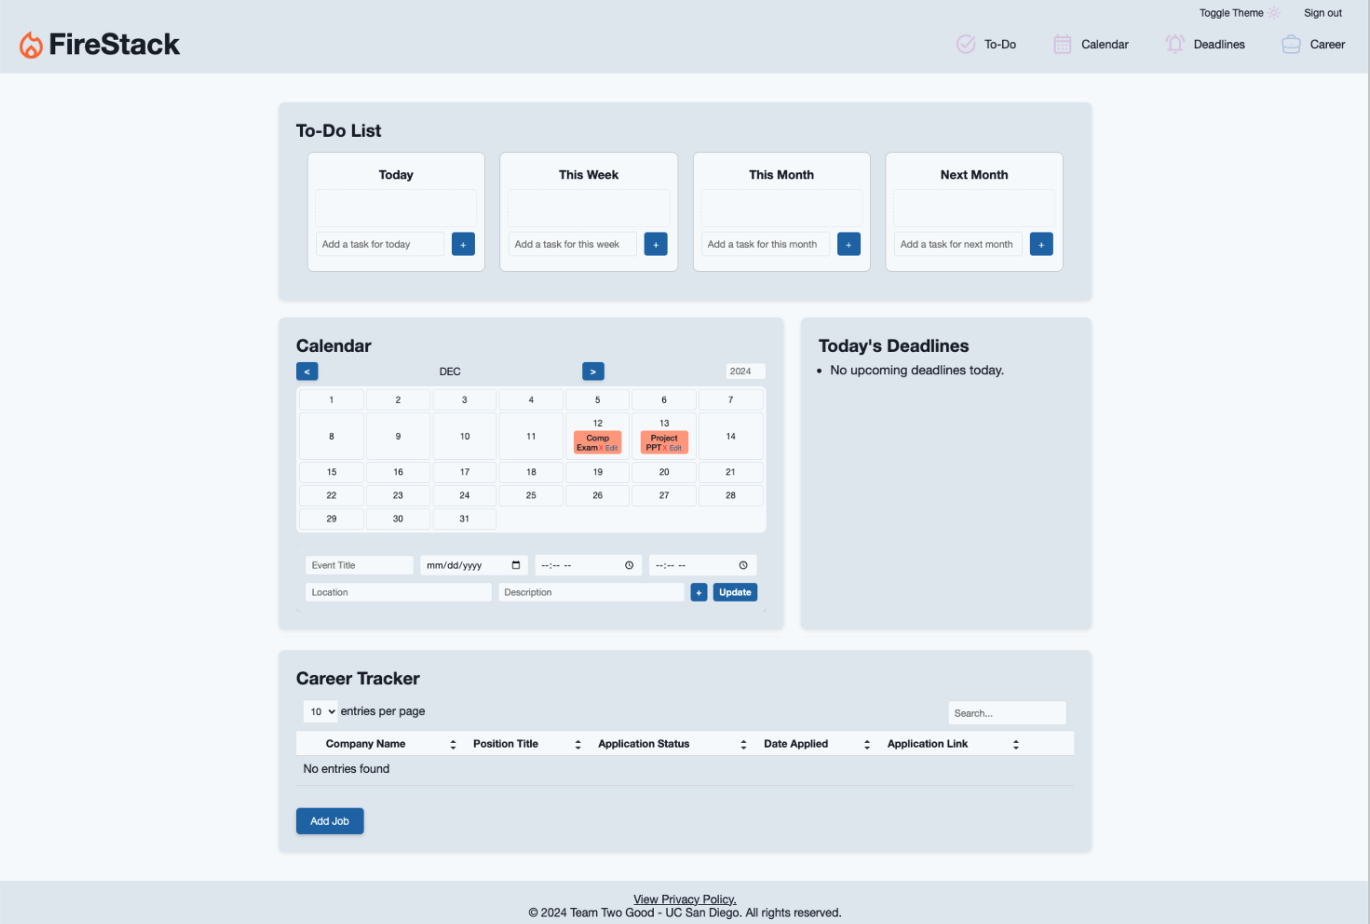 Toggle Theme Sign out
FireStack
To-Do Calendar Deadlines Career
To-Do List
Today This Week This Month Next Month
Add a task for today + Add a task for this week + Add a task for this month + Add a task for next month +
Calendar
< DEC > 2024
1 2 3 4 5 6 7
8 9 10 11 12 Comp Exam X Edit 13 Project PPT X Edit 14
15 16 17 18 19 20 21
22 23 24 25 26 27 28
29 30 31
Event Title mm/dd/yyyy --:-- -- --:-- --
Location Description + Update
Today's Deadlines
• No upcoming deadlines today.
Career Tracker
10 entries per page Search...
Company Name Position Title Application Status Date Applied Application Link
No entries found
Add Job
View Privacy Policy.
© 2024 Team Two Good - UC San Diego. All rights reserved.